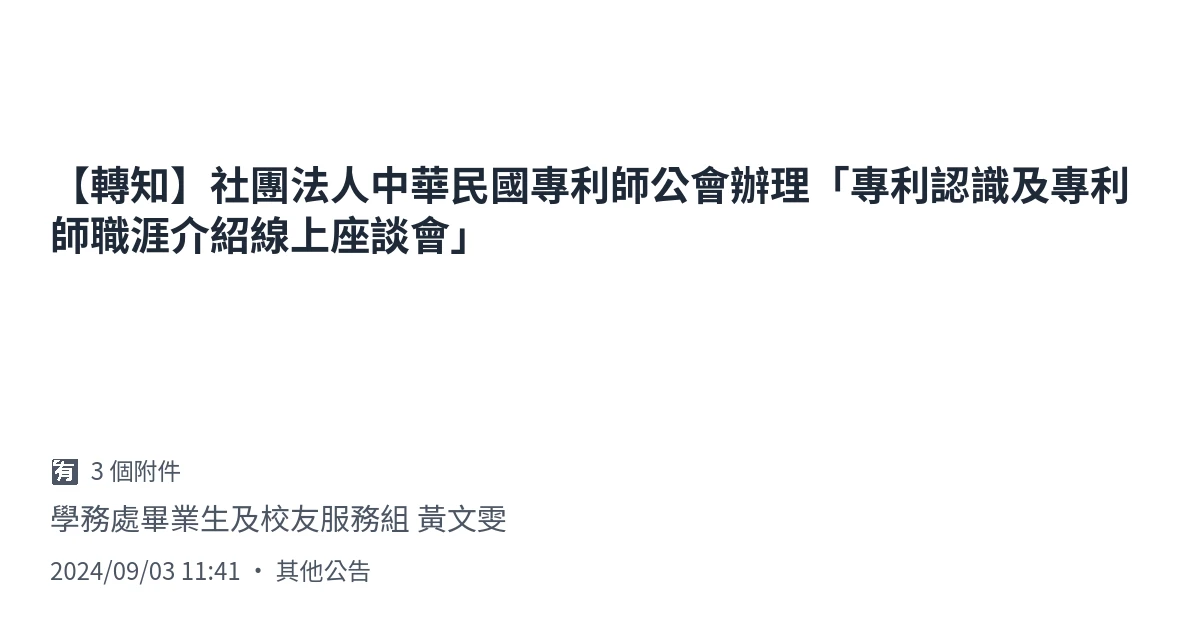 【轉知】社團法人中華民國專利師公會辦理「專利認識及專利
師職涯介紹線上座談會」
有 3 個附件
學務處畢業生及校友服務組 黃文雯
2024/09/03 11:41 ・ 其他公告